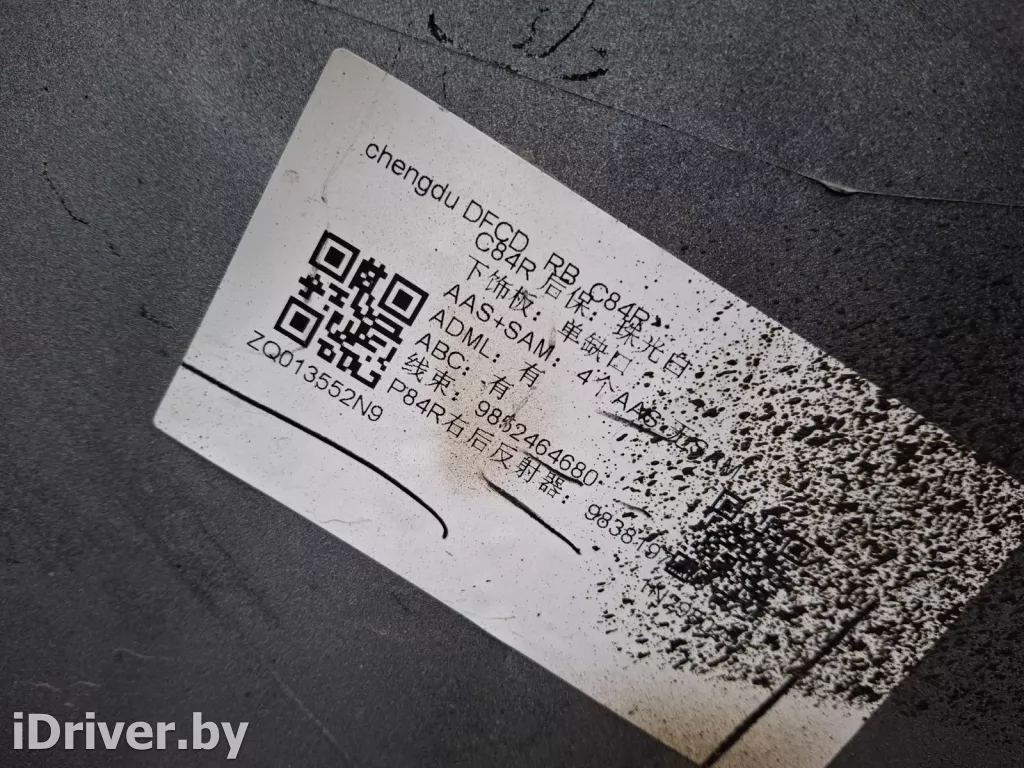 chengdu DFCD RB C84R
C84R 后保: 珠光白
下饰板: 单缺口
AAS+SAM: 4个AAS
ADML: 有
ABC: 有
线束: 9852464680
P84R右后反射器: 983819
ZQ013552N9
iDriver.by